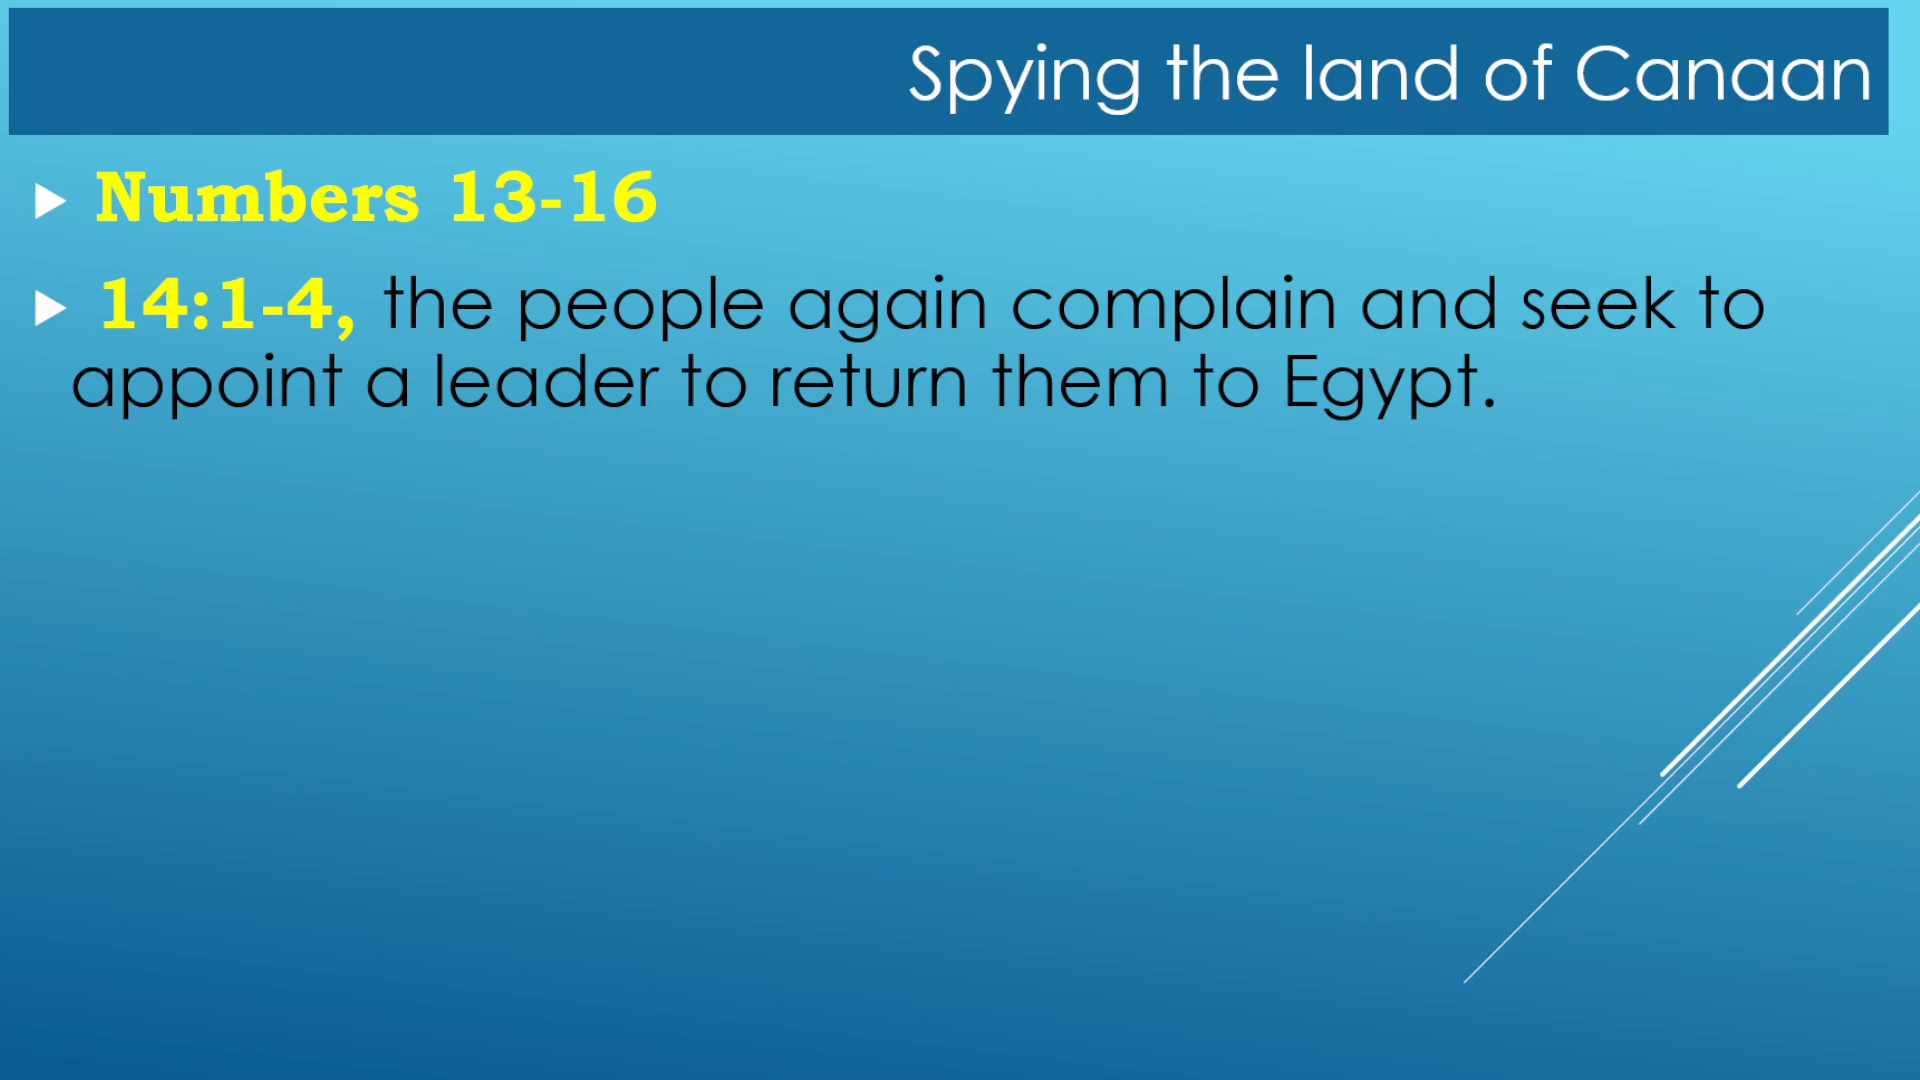 Spying the land of Canaan
Numbers 13-16
14:1-4, the people again complain and seek to
appoint a leader to return them to Egypt.